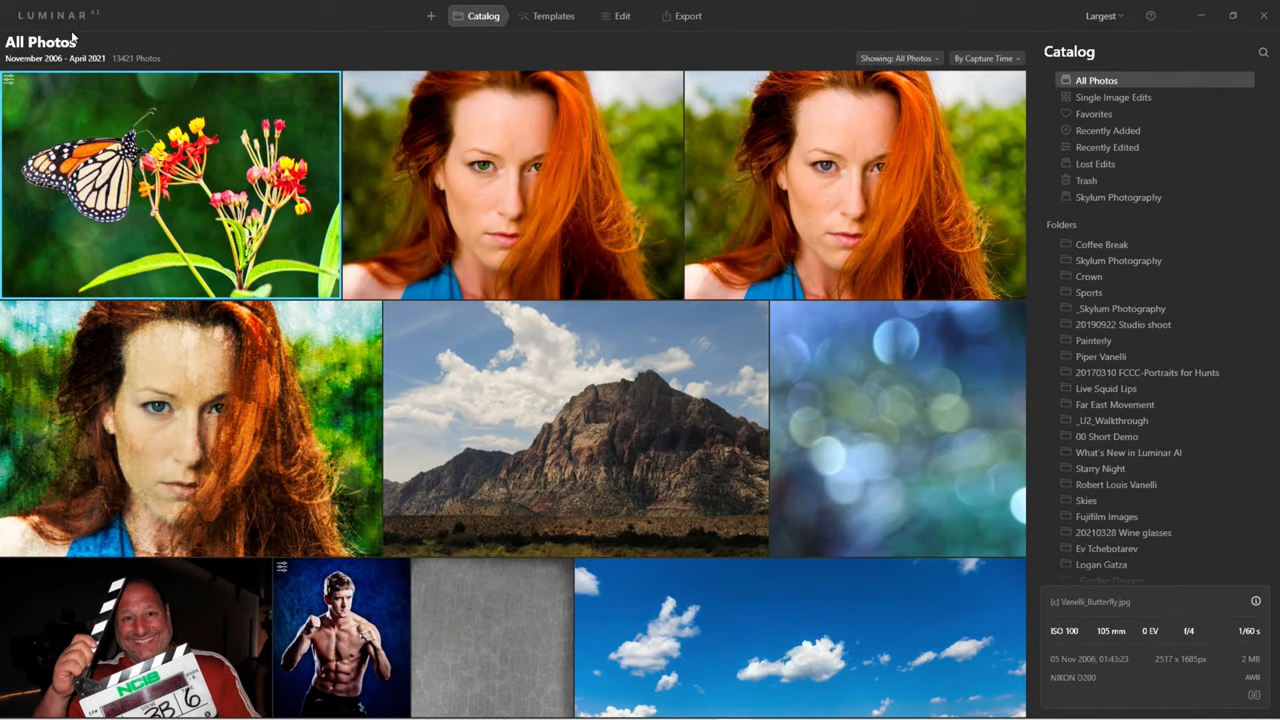 LUMINAR AI
Catalog
Templates
Edit
Export
Largest
All Photos
November 2006 - April 2021 13421 Photos
Showing: All Photos
By Capture Time
Catalog
All Photos
Single Image Edits
Favorites
Recently Added
Recently Edited
Lost Edits
Trash
Skylum Photography
Folders
Coffee Break
Skylum Photography
Crown
Sports
_Skylum Photography
20190922 Studio shoot
Painterly
Piper Vanelli
20170310 FCCC-Portraits for Hunts
Live Squid Lips
Far East Movement
_U2_Walkthrough
00 Short Demo
What's New in Luminar AI
Starry Night
Robert Louis Vanelli
Skies
Fujifilm Images
20210328 Wine glasses
Ev Tchebotarev
Logan Gatza
_Garden Flowers
(c) Vanelli_Butterfly.jpg
ISO 100 105 mm 0 EV f/4 1/60 s
05 Nov 2006, 01:43:23 2517 x 1685px 2 MB
NIKON D200 AWB
NCIS
SCENE
3B 6